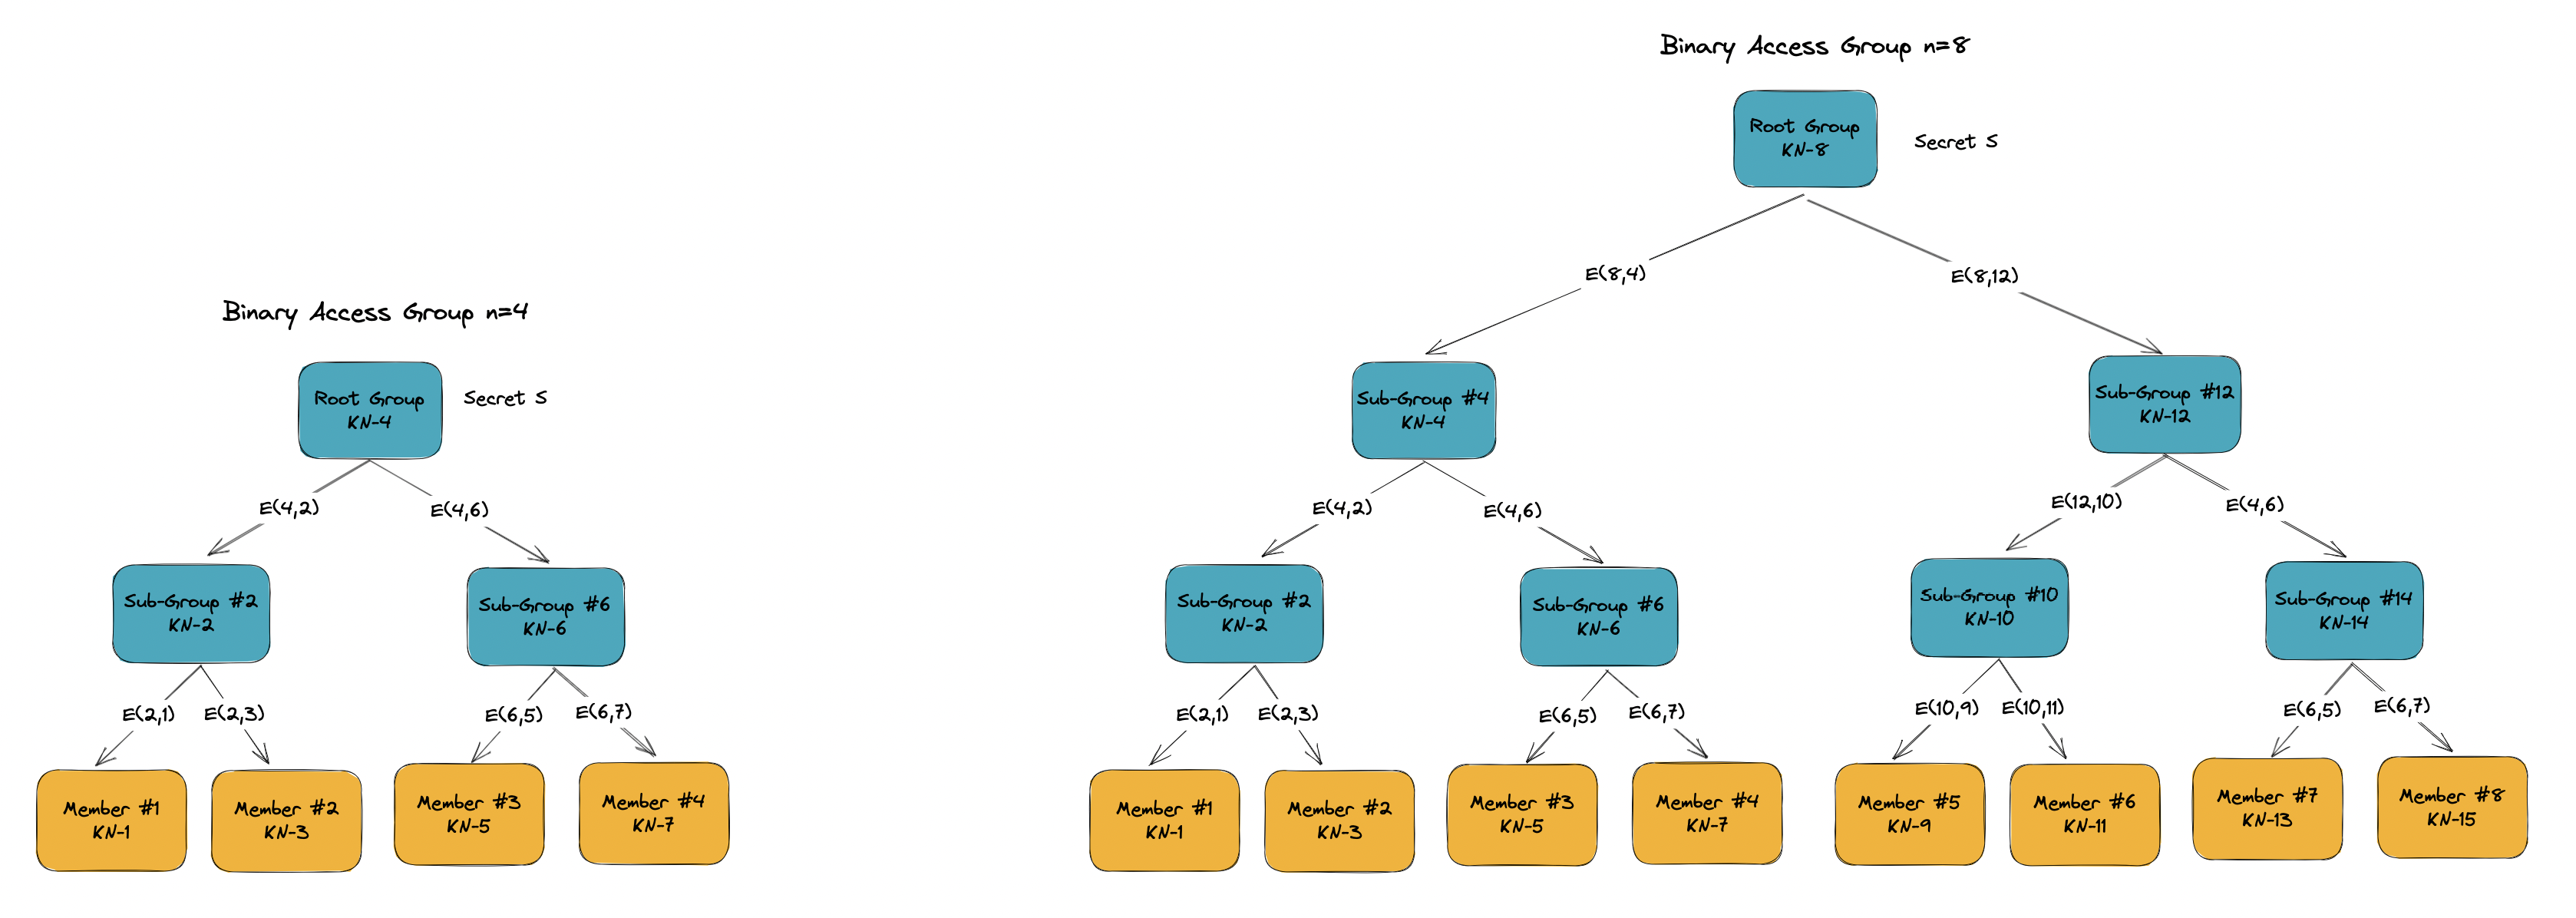 Binary Access Group n=8
Root Group
KN-8
Secret S
E(8,4)
E(8,12)
Binary Access Group n=4
Root Group
KN-4
Secret S
Sub-Group #4
KN-4
Sub-Group #12
KN-12
E(4,2)
E(4,6)
E(4,2)
E(4,6)
E(12,10)
E(4,6)
Sub-Group #2
KN-2
Sub-Group #6
KN-6
Sub-Group #2
KN-2
Sub-Group #6
KN-6
Sub-Group #10
KN-10
Sub-Group #14
KN-14
E(2,1)
E(2,3)
E(6,5)
E(6,7)
E(2,1)
E(2,3)
E(6,5)
E(6,7)
E(10,9)
E(10,11)
E(6,5)
E(6,7)
Member #1
KN-1
Member #2
KN-3
Member #3
KN-5
Member #4
KN-7
Member #1
KN-1
Member #2
KN-3
Member #3
KN-5
Member #4
KN-7
Member #5
KN-9
Member #6
KN-11
Member #7
KN-13
Member #8
KN-15